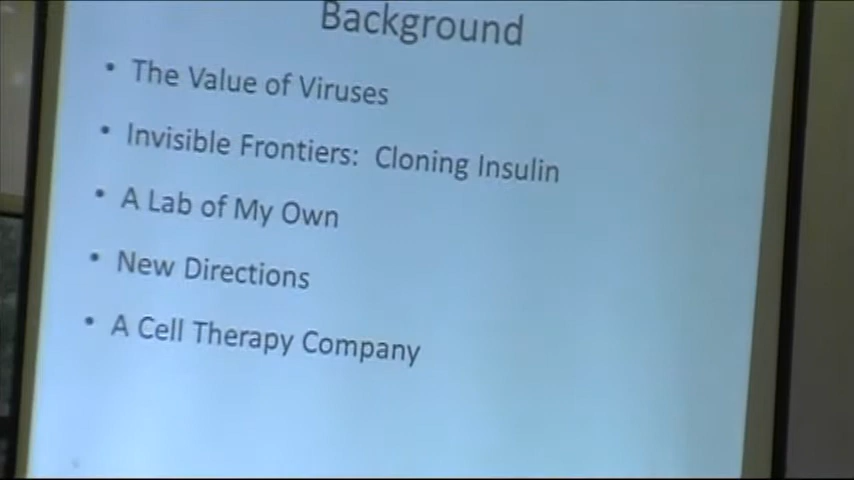 Background
• The Value of Viruses
• Invisible Frontiers: Cloning Insulin
• A Lab of My Own
• New Directions
• A Cell Therapy Company